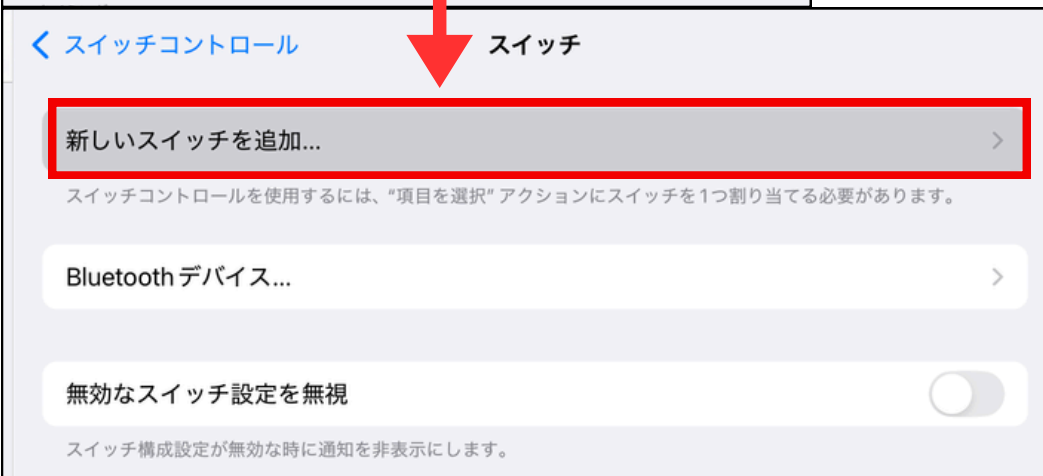 スイッチコントロール
スイッチ
新しいスイッチを追加...
スイッチコントロールを使用するには、“項目を選択” アクションにスイッチを1つ割り当てる必要があります。
Bluetoothデバイス...
無効なスイッチ設定を無視
スイッチ構成設定が無効な時に通知を非表示にします。